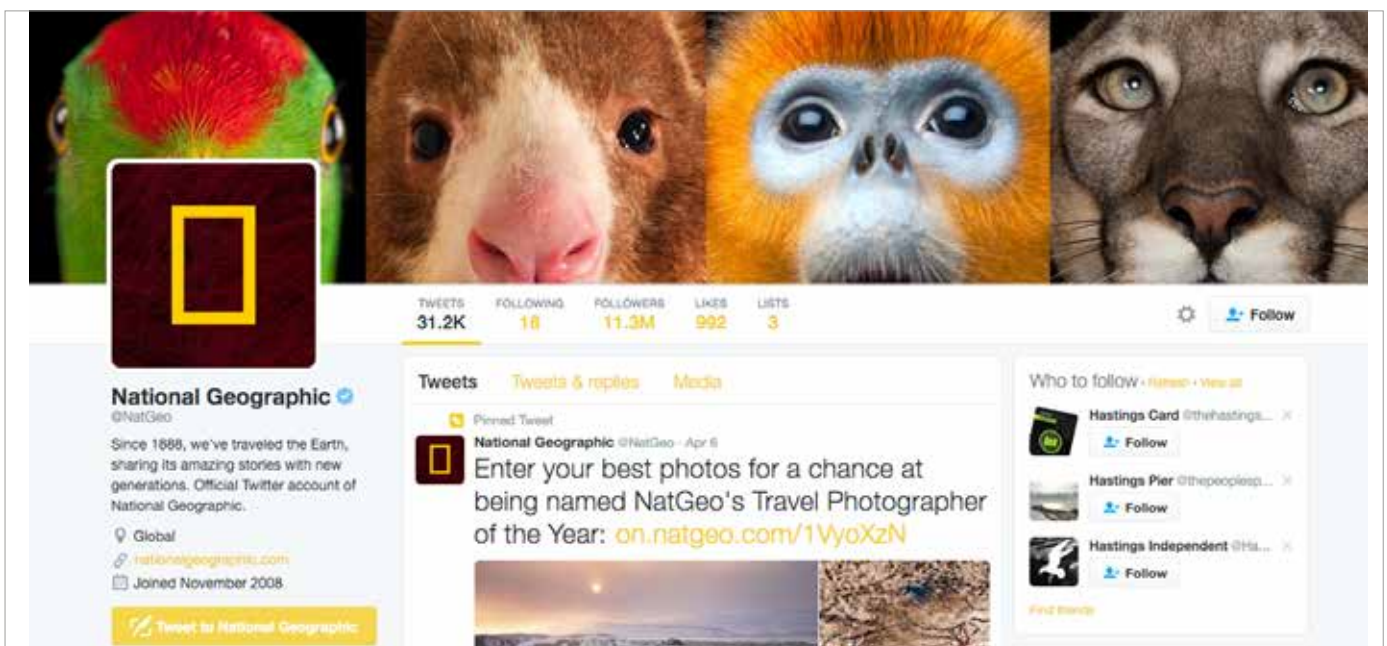 TWEETS FOLLOWING FOLLOWERS LIKES LISTS
31.2K 18 11.3M 992 3
Follow
National Geographic
@NatGeo
Since 1888, we've traveled the Earth,
sharing its amazing stories with new
generations. Official Twitter account of
National Geographic.
Global
nationalgeographic.com
Joined November 2008
Tweet to National Geographic
Tweets Tweets & replies Media
Pinned Tweet
National Geographic @NatGeo · Apr 6
Enter your best photos for a chance at
being named NatGeo's Travel Photographer
of the Year: on.natgeo.com/1VyoXzN
Who to follow · Refresh · View all
Hastings Card @thehastings...
Follow
Hastings Pier @thepeoplesp...
Follow
Hastings Independent @Ha...
Follow
Find friends